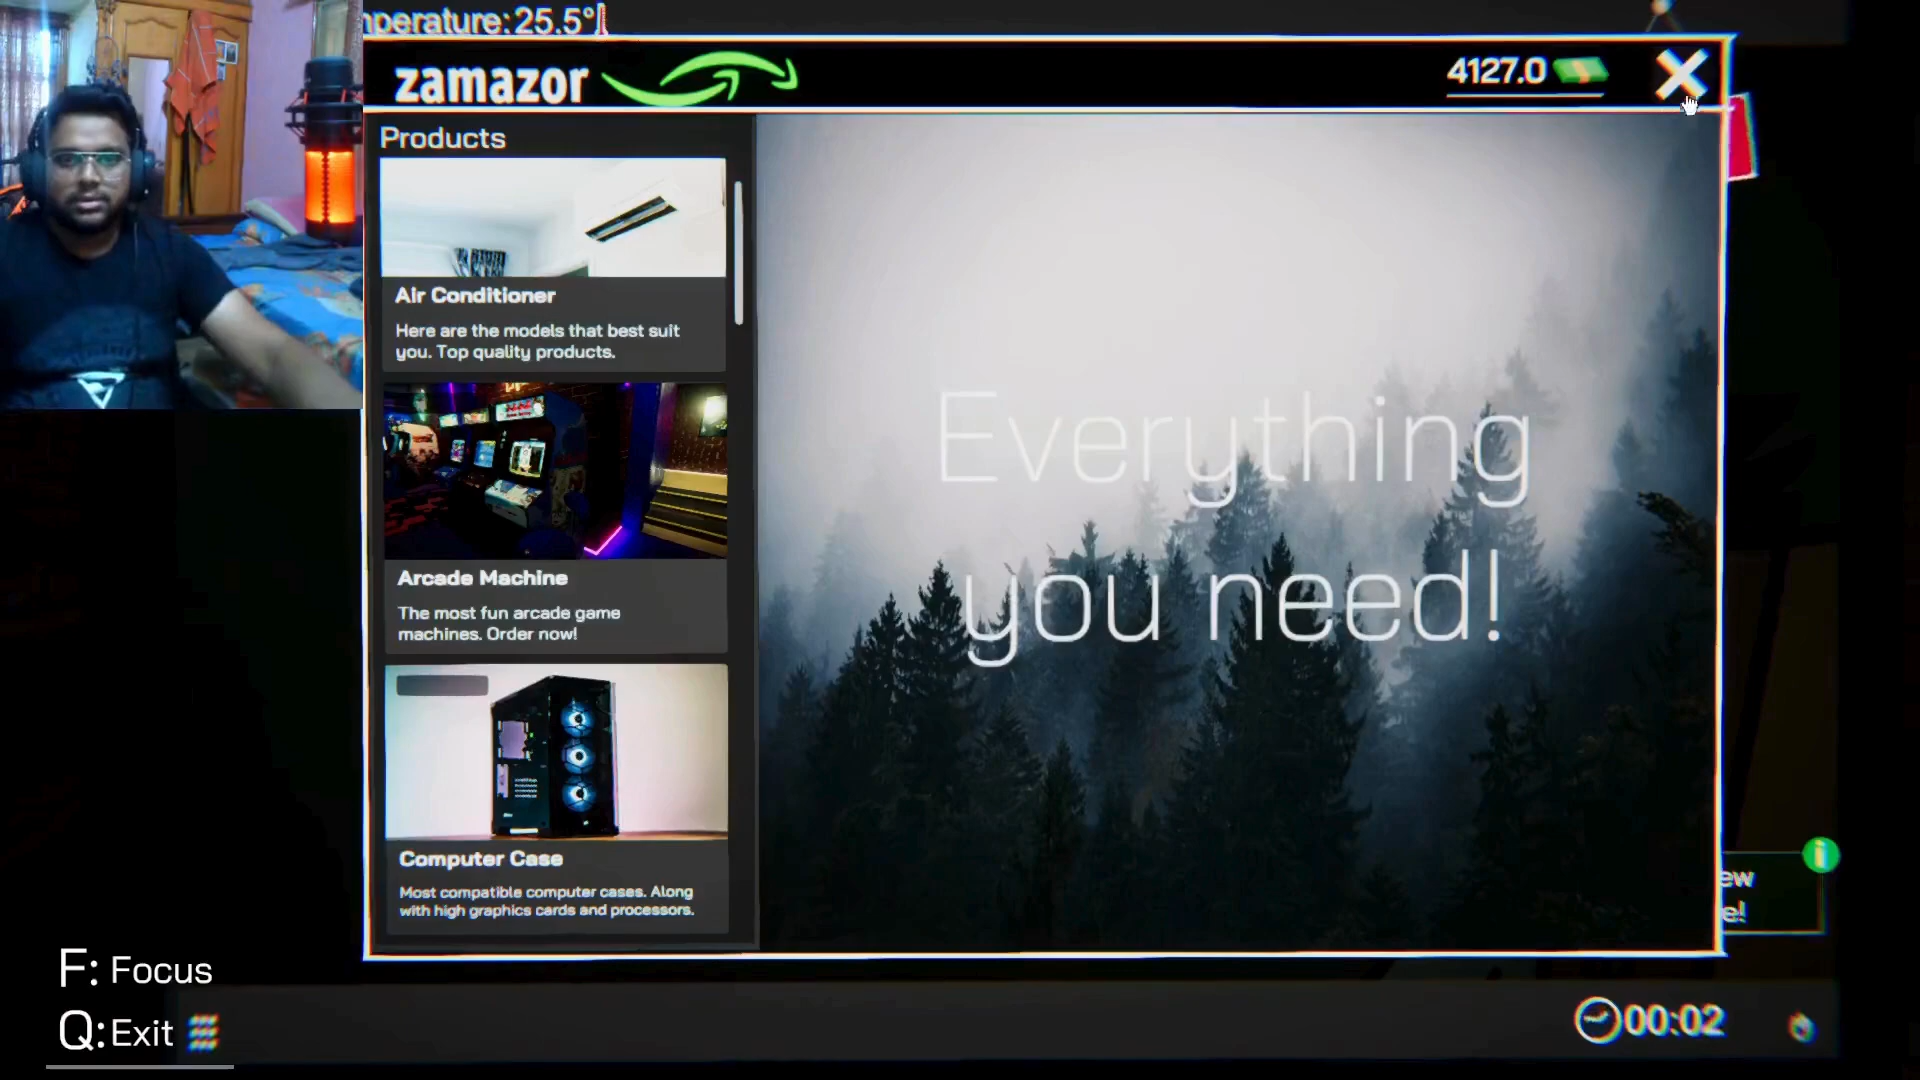 mperature: 25.5°
zamazor
4127.0
Products
Air Conditioner
Here are the models that best suit
you. Top quality products.
Arcade Machine
The most fun arcade game
machines. Order now!
Computer Case
Most compatible computer cases. Along
with high graphics cards and processors.
Everything
you need!
i
ew
e!
F: Focus
Q: Exit
00:02